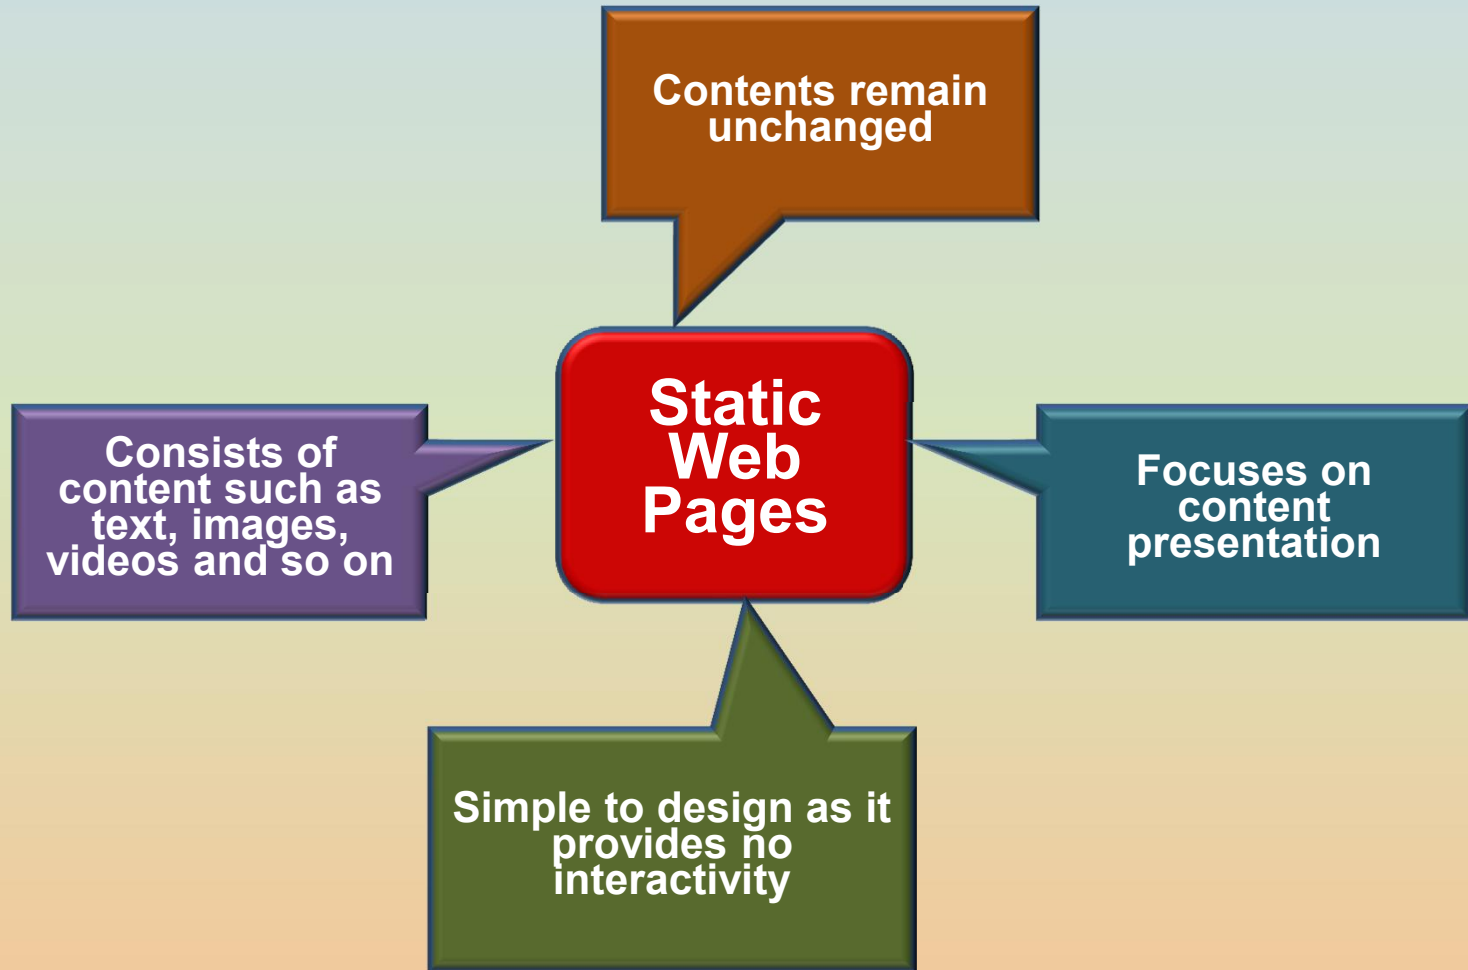 Contents remain
unchanged
Static
Web
Pages
Consists of
content such as
text, images,
videos and so on
Focuses on
content
presentation
Simple to design as it
provides no
interactivity